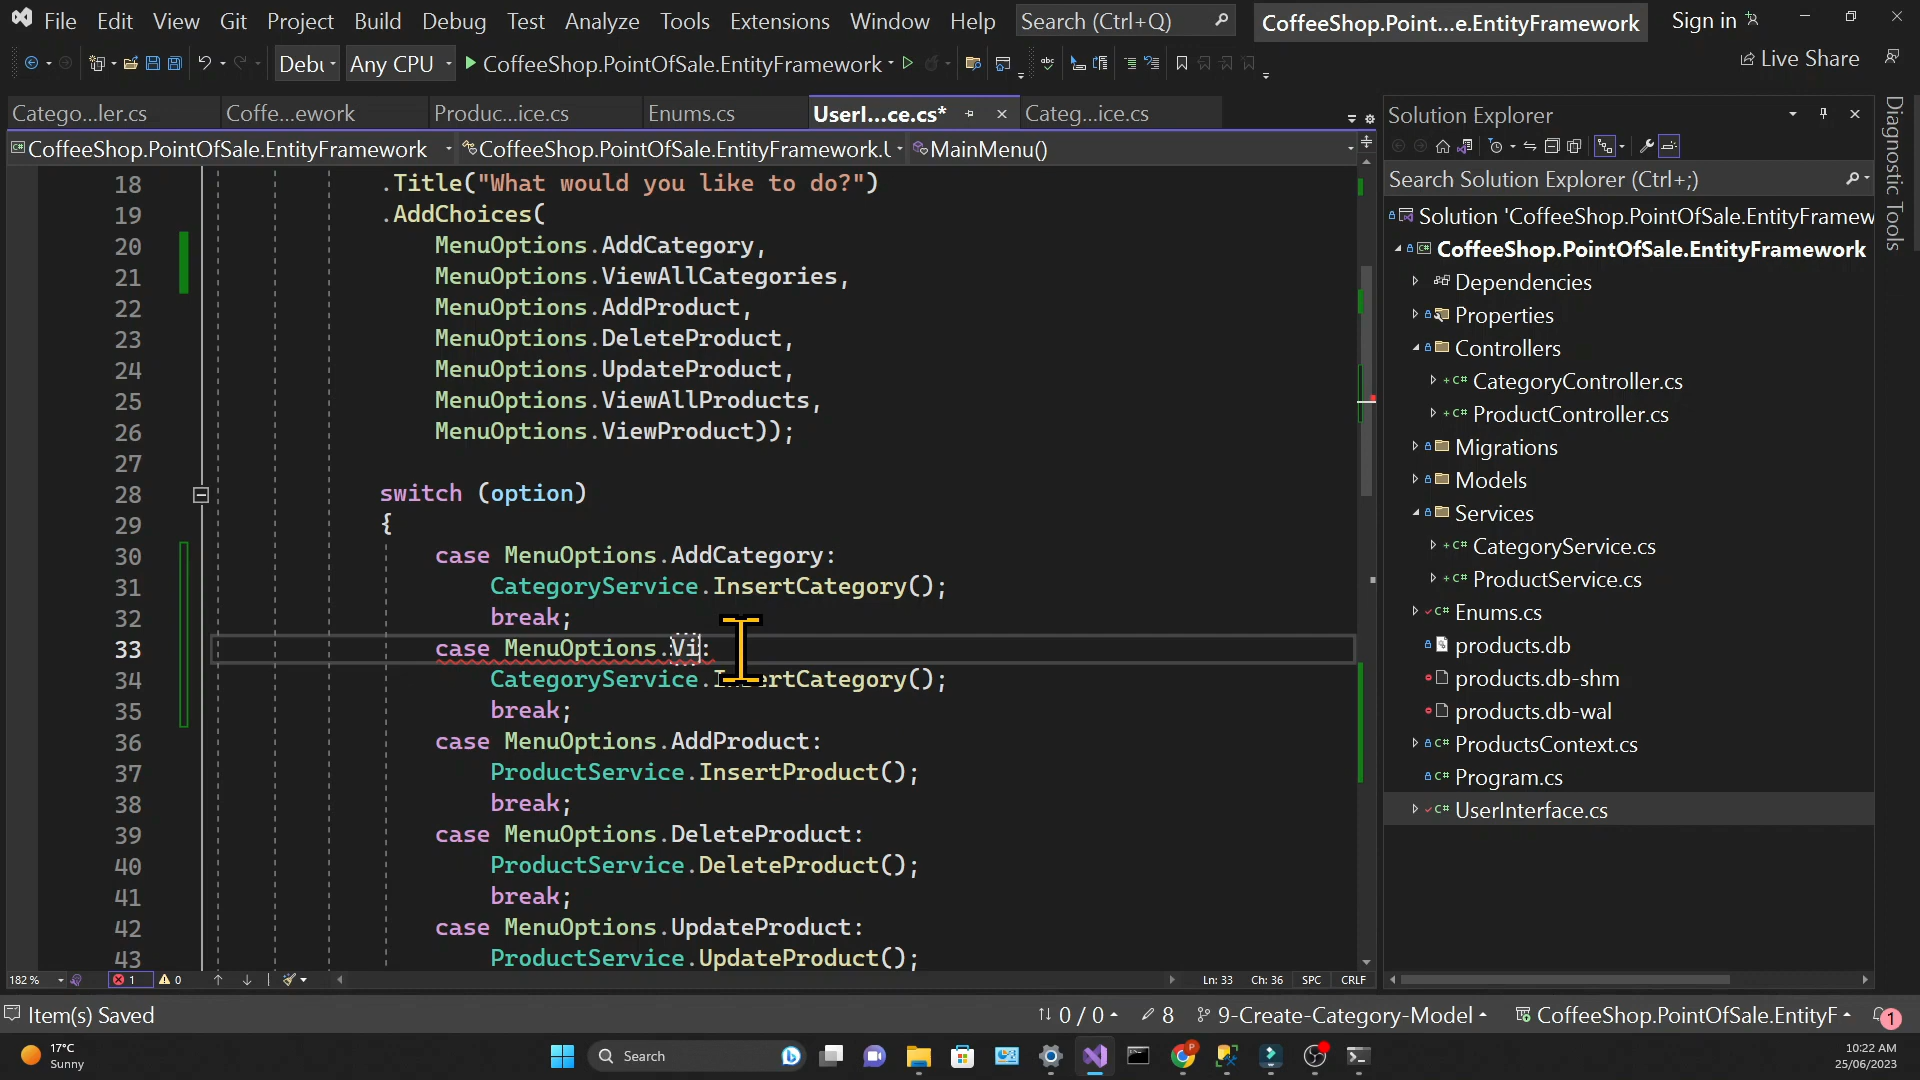 File Edit View Git Project Build Debug Test Analyze Tools Extensions Window Help Search (Ctrl+Q) CoffeeShop.Point...e.EntityFramework Sign in
Debu Any CPU CoffeeShop.PointOfSale.EntityFramework Live Share
Catego...ler.cs Coffe...ework Produc...ice.cs Enums.cs UserI...ce.cs* Categ...ice.cs
CoffeeShop.PointOfSale.EntityFramework CoffeeShop.PointOfSale.EntityFramework.U MainMenu()
18 .Title("What would you like to do?")
19 .AddChoices(
20 MenuOptions.AddCategory,
21 MenuOptions.ViewAllCategories,
22 MenuOptions.AddProduct,
23 MenuOptions.DeleteProduct,
24 MenuOptions.UpdateProduct,
25 MenuOptions.ViewAllProducts,
26 MenuOptions.ViewProduct));
27
28 switch (option)
29 {
30 case MenuOptions.AddCategory:
31 CategoryService.InsertCategory();
32 break;
33 case MenuOptions.Vi:
34 CategoryService.InsertCategory();
35 break;
36 case MenuOptions.AddProduct:
37 ProductService.InsertProduct();
38 break;
39 case MenuOptions.DeleteProduct:
40 ProductService.DeleteProduct();
41 break;
42 case MenuOptions.UpdateProduct:
43 ProductService.UpdateProduct();
182 % 1 0 Ln: 33 Ch: 36 SPC CRLF
Solution Explorer
Search Solution Explorer (Ctrl+;)
Solution 'CoffeeShop.PointOfSale.EntityFramew
CoffeeShop.PointOfSale.EntityFramework
Dependencies
Properties
Controllers
CategoryController.cs
ProductController.cs
Migrations
Models
Services
CategoryService.cs
ProductService.cs
Enums.cs
products.db
products.db-shm
products.db-wal
ProductsContext.cs
Program.cs
UserInterface.cs
Diagnostic Tools
Item(s) Saved 0 / 0 8 9-Create-Category-Model CoffeeShop.PointOfSale.EntityF 1
17°C
Sunny
Search
10:22 AM
25/06/2023